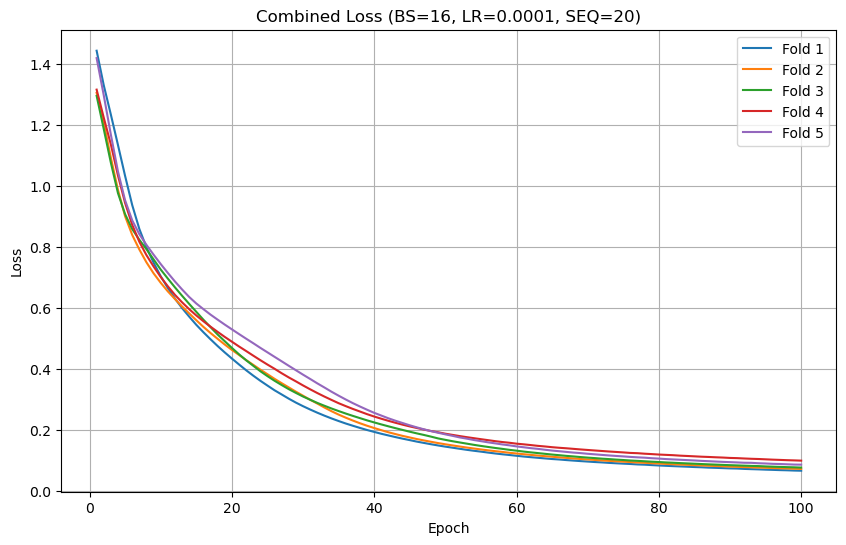 Combined Loss (BS=16, LR=0.0001, SEQ=20)
Fold 1
Fold 2
Fold 3
Fold 4
Fold 5
Loss
1.4
1.2
1.0
0.8
0.6
0.4
0.2
0.0
0 20 40 60 80 100
Epoch